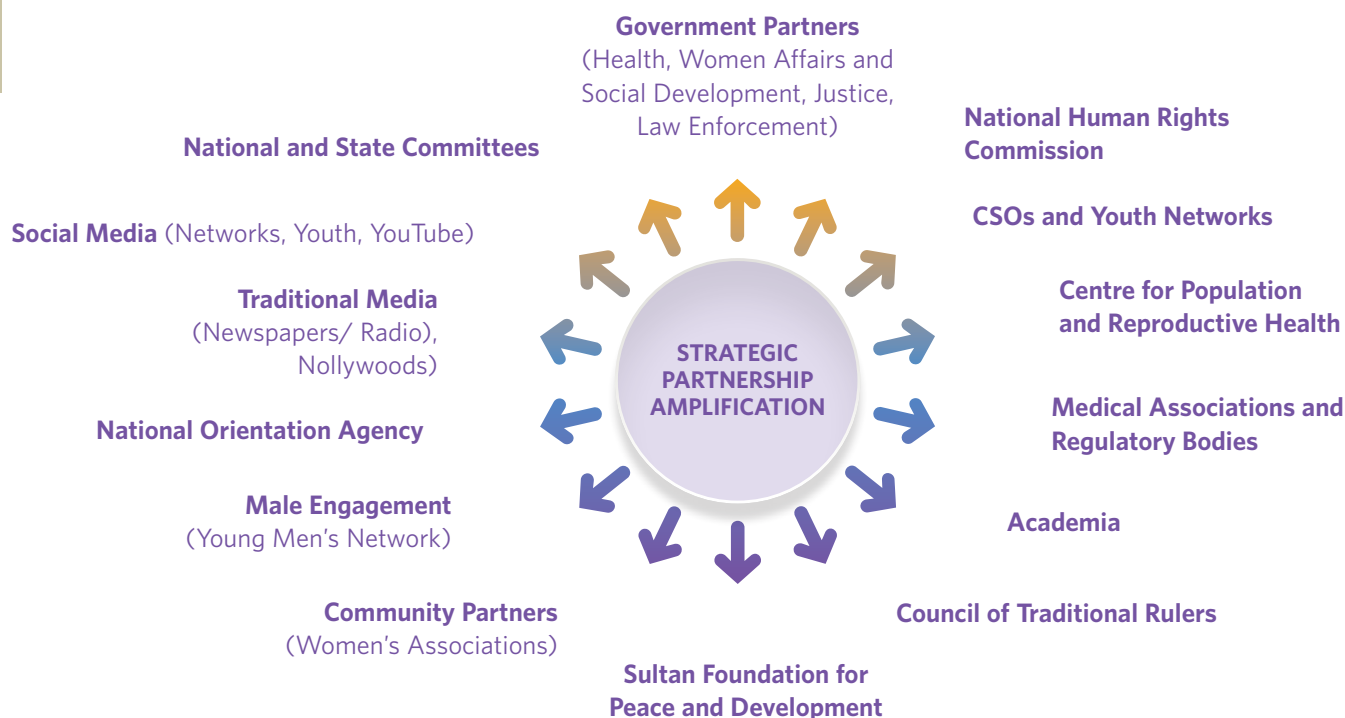 Government Partners
(Health, Women Affairs and
Social Development, Justice,
Law Enforcement)
National Human Rights
Commission
CSOs and Youth Networks
Centre for Population
and Reproductive Health
Medical Associations and
Regulatory Bodies
Academia
Council of Traditional Rulers
Sultan Foundation for
Peace and Development
Community Partners
(Women’s Associations)
Male Engagement
(Young Men’s Network)
National Orientation Agency
Traditional Media
(Newspapers/ Radio),
Nollywoods)
Social Media (Networks, Youth, YouTube)
National and State Committees
STRATEGIC
PARTNERSHIP
AMPLIFICATION